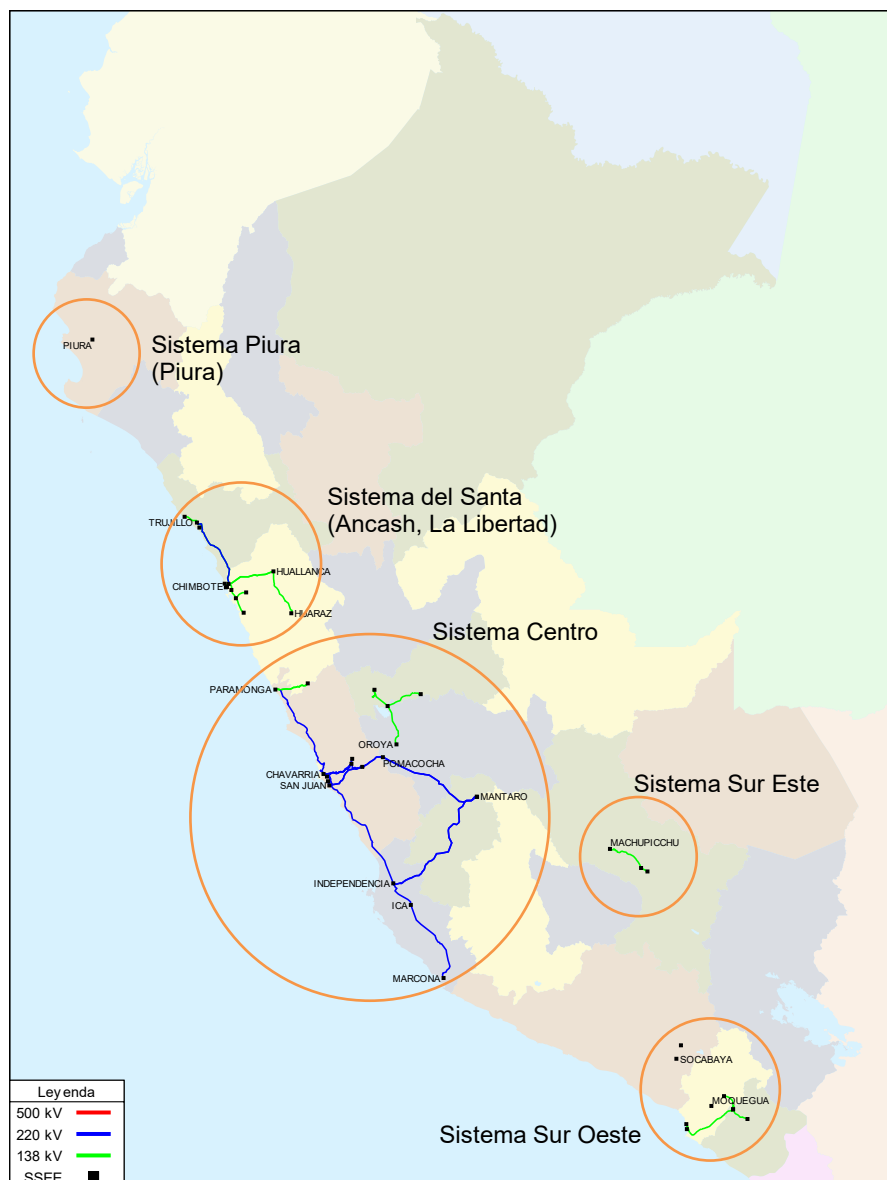 PIURA
Sistema Piura
(Piura)
Sistema del Santa
(Ancash, La Libertad)
TRUJILLO
HUALLANCA
CHIMBOTE
HUARAZ
Sistema Centro
PARAMONGA
OROYA
POMACOCHA
CHAVARRIA
SAN JUAN
MANTARO
Sistema Sur Este
MACHUPICCHU
INDEPENDENCIA
ICA
MARCONA
SOCABAYA
MOQUEGUA
Sistema Sur Oeste
Leyenda
500 kV
220 kV
138 kV
SSEE